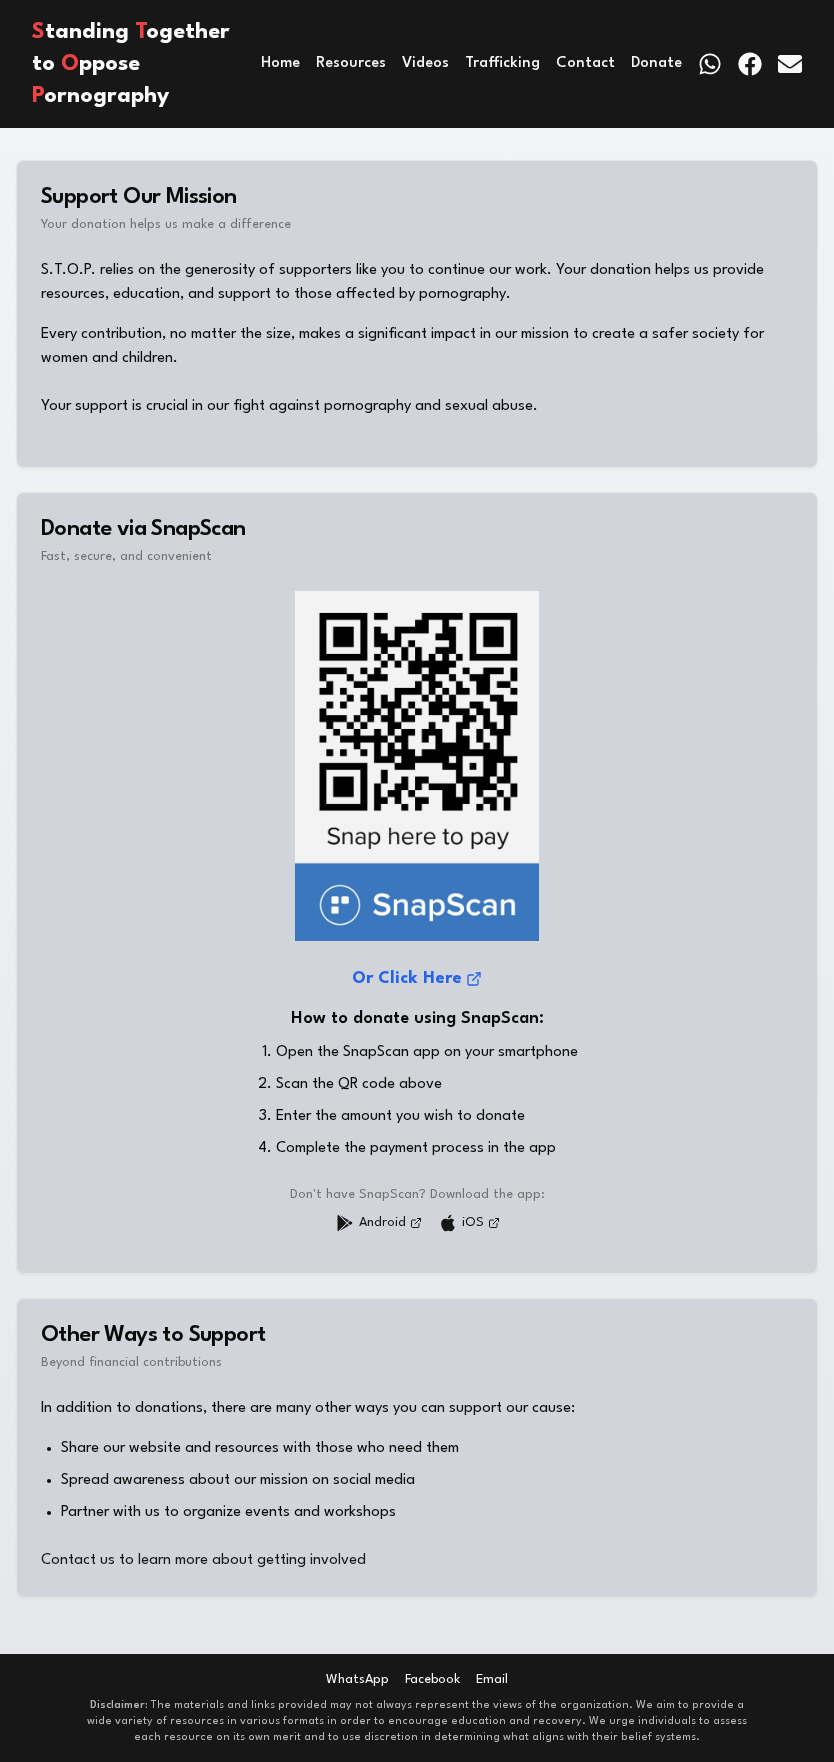 Standing Together
to Oppose
Pornography
Home Resources Videos Trafficking Contact Donate
Support Our Mission
Your donation helps us make a difference
S.T.O.P. relies on the generosity of supporters like you to continue our work. Your donation helps us provide
resources, education, and support to those affected by pornography.
Every contribution, no matter the size, makes a significant impact in our mission to create a safer society for
women and children.
Your support is crucial in our fight against pornography and sexual abuse.
Donate via SnapScan
Fast, secure, and convenient
Snap here to pay
SnapScan
Or Click Here
How to donate using SnapScan:
1. Open the SnapScan app on your smartphone
2. Scan the QR code above
3. Enter the amount you wish to donate
4. Complete the payment process in the app
Don't have SnapScan? Download the app:
Android iOS
Other Ways to Support
Beyond financial contributions
In addition to donations, there are many other ways you can support our cause:
• Share our website and resources with those who need them
• Spread awareness about our mission on social media
• Partner with us to organize events and workshops
Contact us to learn more about getting involved
WhatsApp Facebook Email
Disclaimer: The materials and links provided may not always represent the views of the organization. We aim to provide a
wide variety of resources in various formats in order to encourage education and recovery. We urge individuals to assess
each resource on its own merit and to use discretion in determining what aligns with their belief systems.